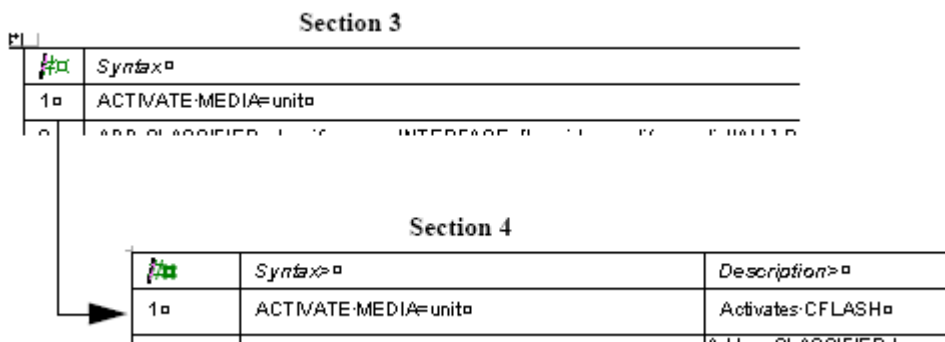 Section 3
#¤ Syntax¤
1¤ ACTIVATE·MEDIA=unit¤
Section 4
#¤ Syntax>¤ Description>¤
1¤ ACTIVATE·MEDIA=unit¤ Activates·CFLASH¤